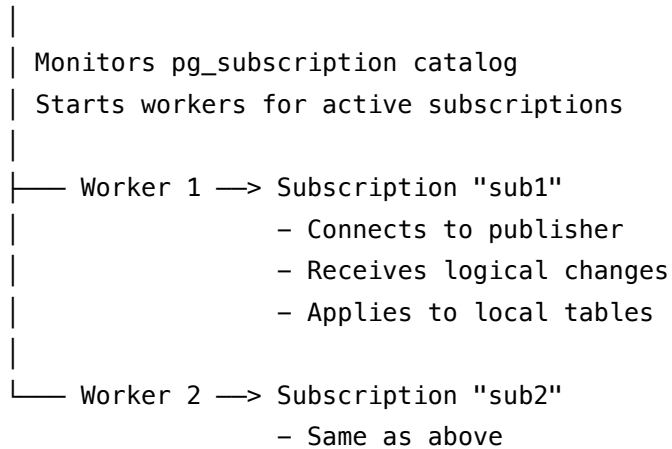 │
│ Monitors pg_subscription catalog
│ Starts workers for active subscriptions
│
├─── Worker 1 ──> Subscription "sub1"
│                 - Connects to publisher
│                 - Receives logical changes
│                 - Applies to local tables
│
└─── Worker 2 ──> Subscription "sub2"
                  - Same as above